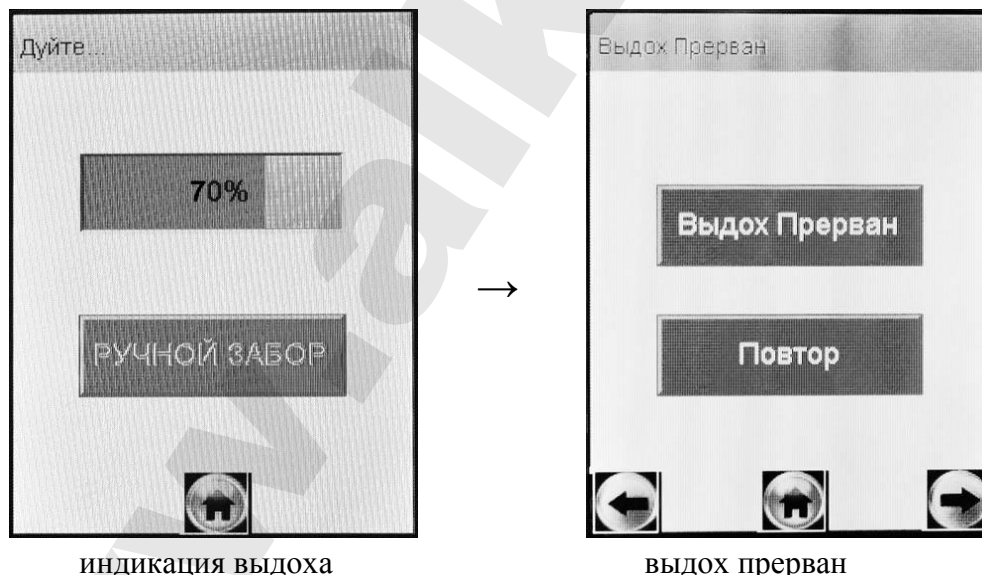 Дуйте...
70%
РУЧНОЙ ЗАБОР
индикация выдоха
→
Выдох Прерван
Выдох Прерван
Повтор
выдох прерван